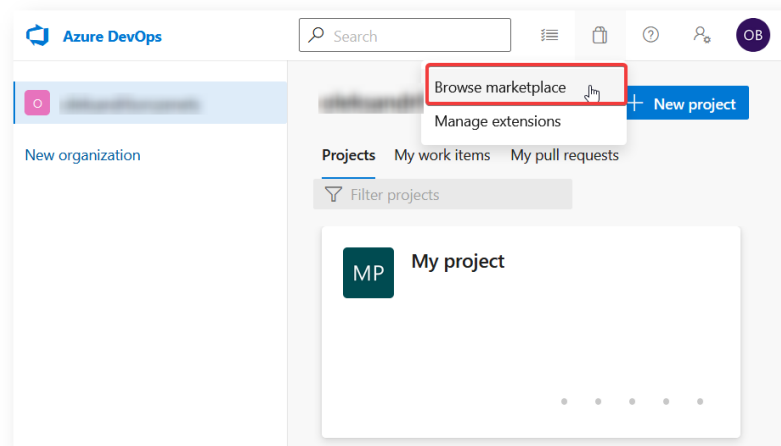 Azure DevOps
Search
OB
O
Browse marketplace
New project
Manage extensions
New organization
Projects My work items My pull requests
Filter projects
MP
My project